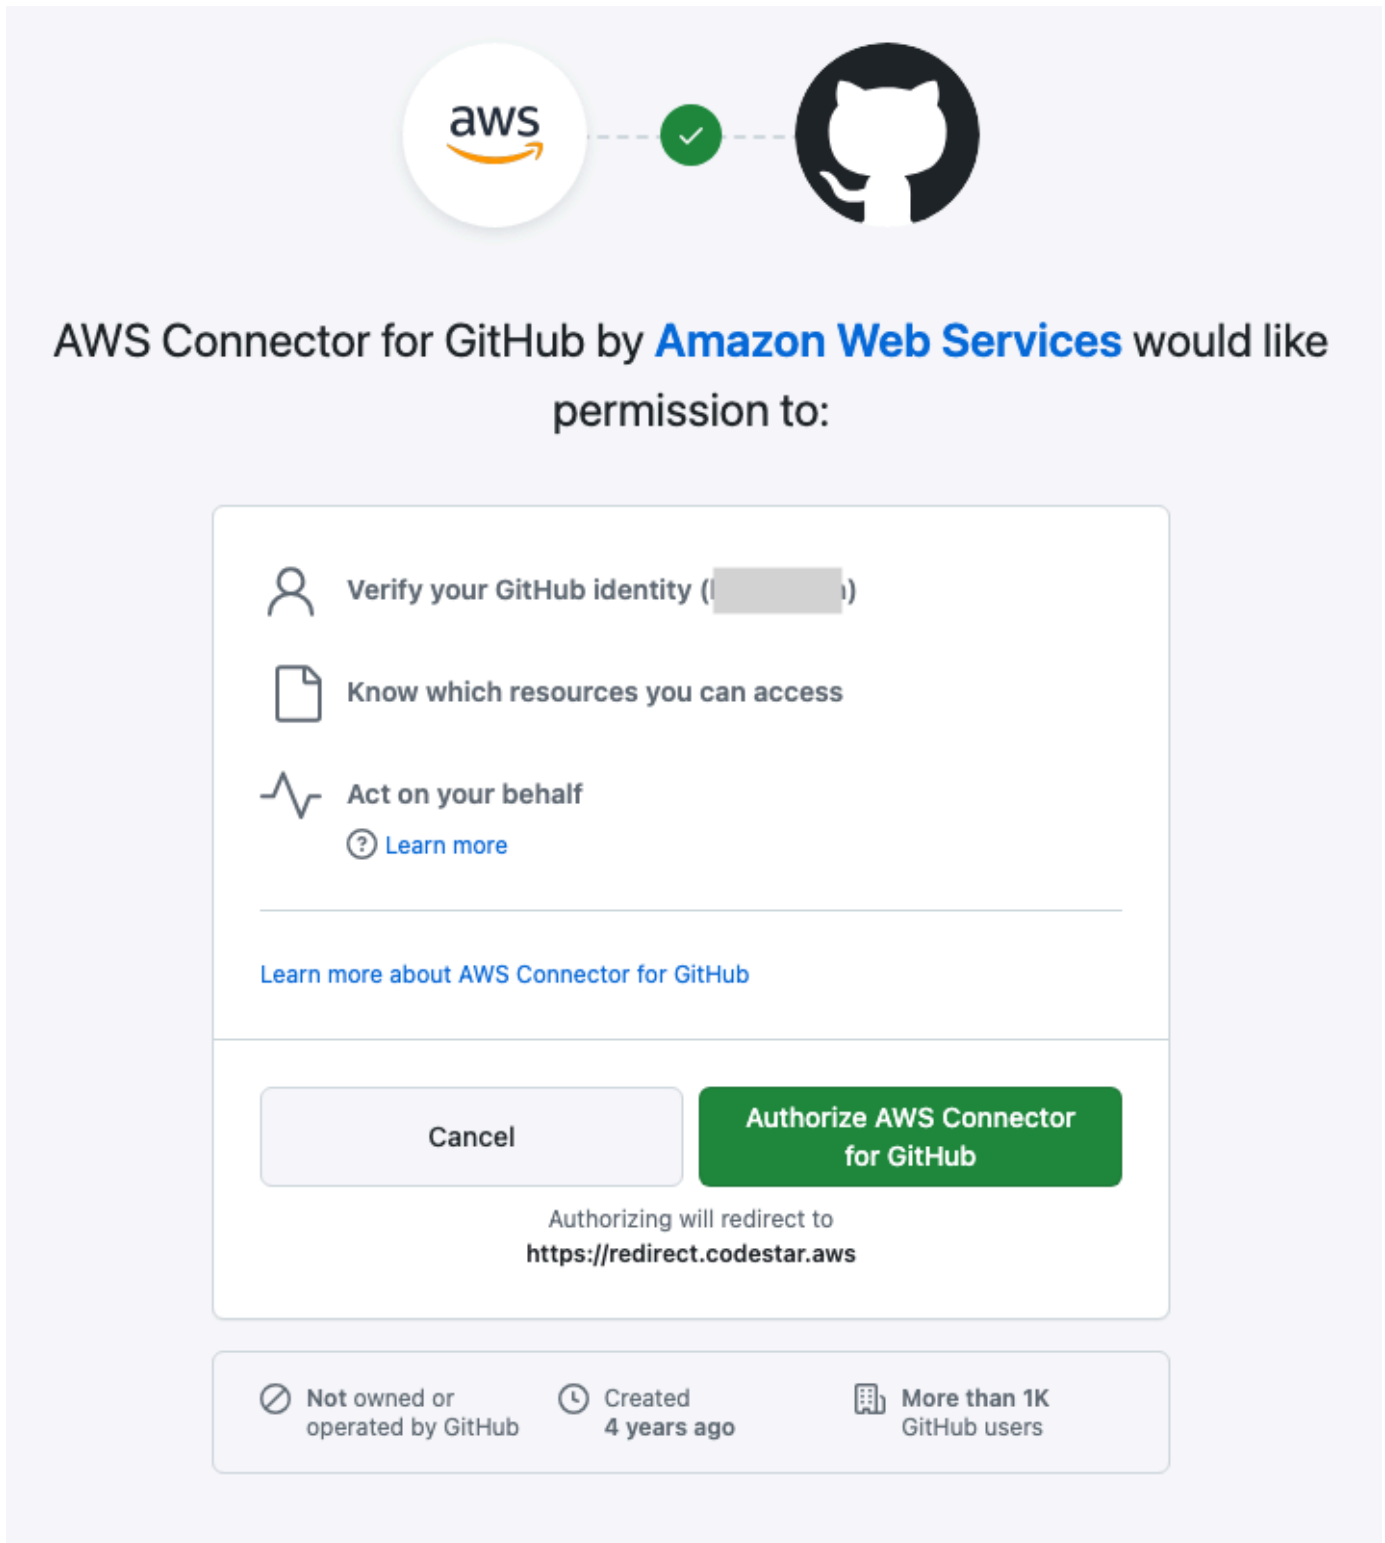 aws
AWS Connector for GitHub by Amazon Web Services would like
permission to:
Verify your GitHub identity ( )
Know which resources you can access
Act on your behalf
? Learn more
Learn more about AWS Connector for GitHub
Cancel
Authorize AWS Connector
for GitHub
Authorizing will redirect to
https://redirect.codestar.aws
Not owned or
operated by GitHub
Created
4 years ago
More than 1K
GitHub users